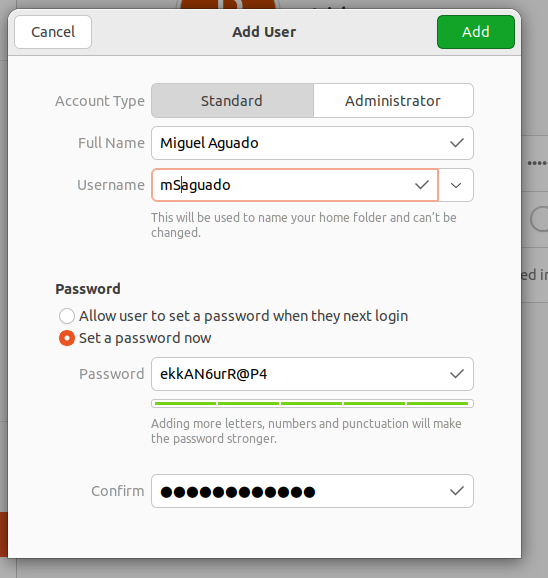 Cancel
Add User
Add
Account Type
Standard
Administrator
Full Name
Miguel Aguado
Username
mSaguado
This will be used to name your home folder and can't be
changed.
ed in
Password
Allow user to set a password when they next login
Set a password now
Password
ekkAN6urR@P4
Adding more letters, numbers and punctuation will make
the password stronger.
Confirm
●●●●●●●●●●●●